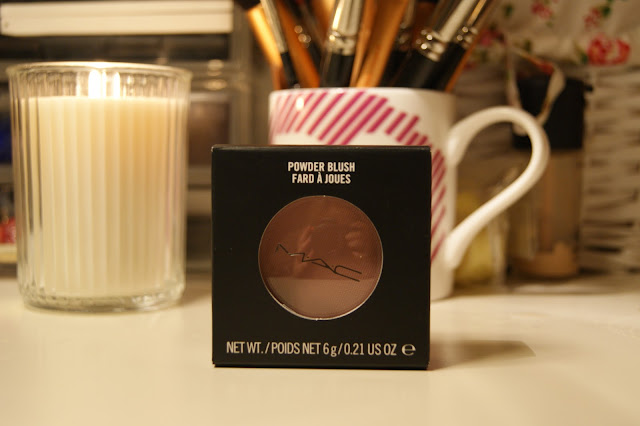 POWDER BLUSH
FARD À JOUES
MAC
NET WT. / POIDS NET 6 g / 0.21 US OZ ℮